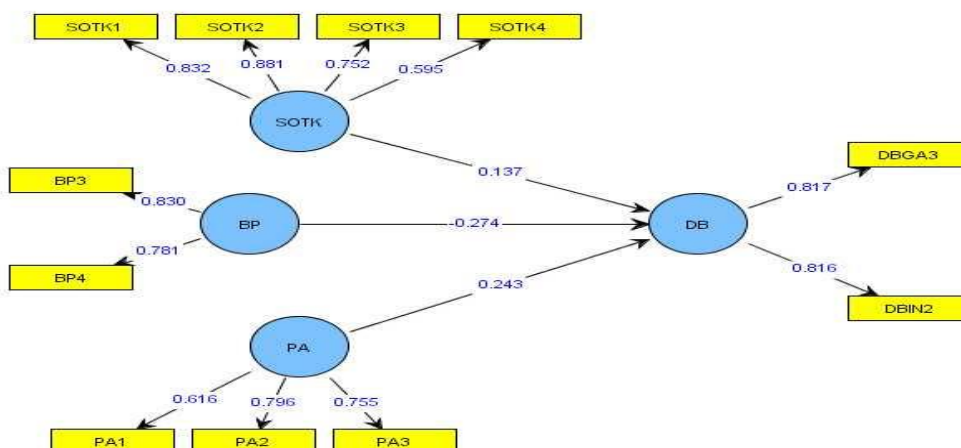 SOTK1 SOTK2 SOTK3 SOTK4
0.832 0.881 0.752 0.595
SOTK
0.137
DBGA3
BP3
0.830
0.817
BP
-0.274
DB
0.781
0.816
BP4
0.243
DBIN2
PA
0.616 0.796 0.755
PA1 PA2 PA3